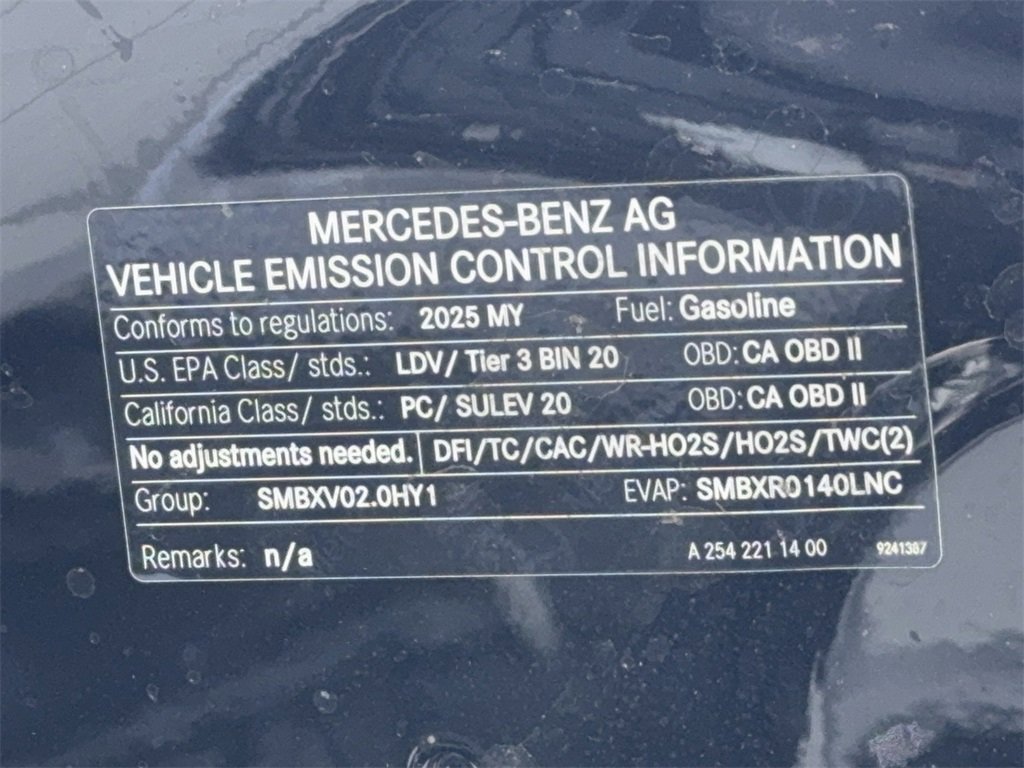 MERCEDES-BENZ AG
VEHICLE EMISSION CONTROL INFORMATION
Conforms to regulations: 2025 MY Fuel: Gasoline
U.S. EPA Class/ stds.: LDV/ Tier 3 BIN 20 OBD: CA OBD II
California Class/ stds.: PC/ SULEV 20 OBD: CA OBD II
No adjustments needed. DFI/TC/CAC/WR-HO2S/HO2S/TWC(2)
Group: SMBXV02.0HY1 EVAP: SMBXR0140LNC
Remarks: n/a A 254 221 14 00 9241387